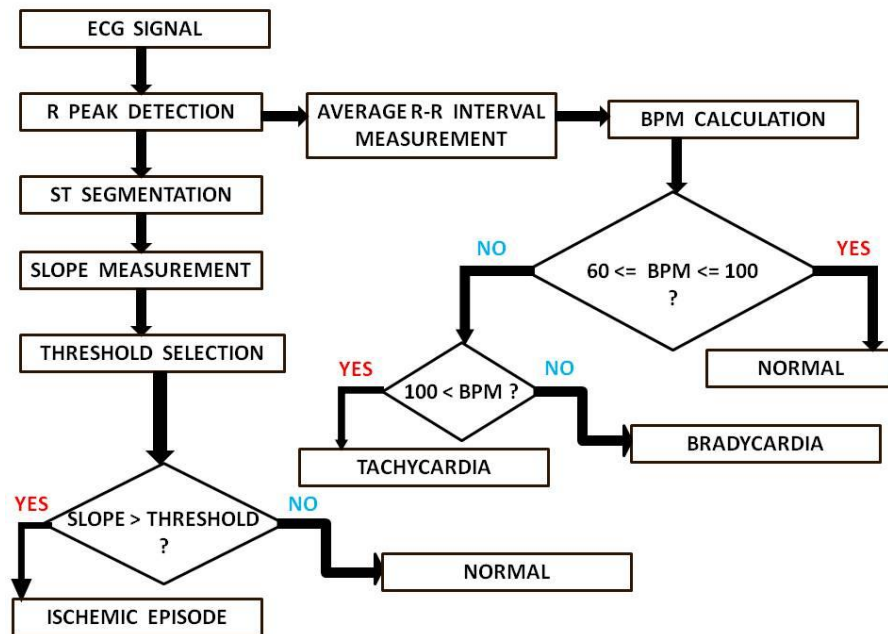 ECG SIGNAL
R PEAK DETECTION
AVERAGE R-R INTERVAL
MEASUREMENT
BPM CALCULATION
ST SEGMENTATION
SLOPE MEASUREMENT
NO
60 <= BPM <= 100
?
YES
THRESHOLD SELECTION
NORMAL
YES
100 < BPM ?
NO
TACHYCARDIA
BRADYCARDIA
YES
SLOPE > THRESHOLD
?
NO
NORMAL
ISCHEMIC EPISODE